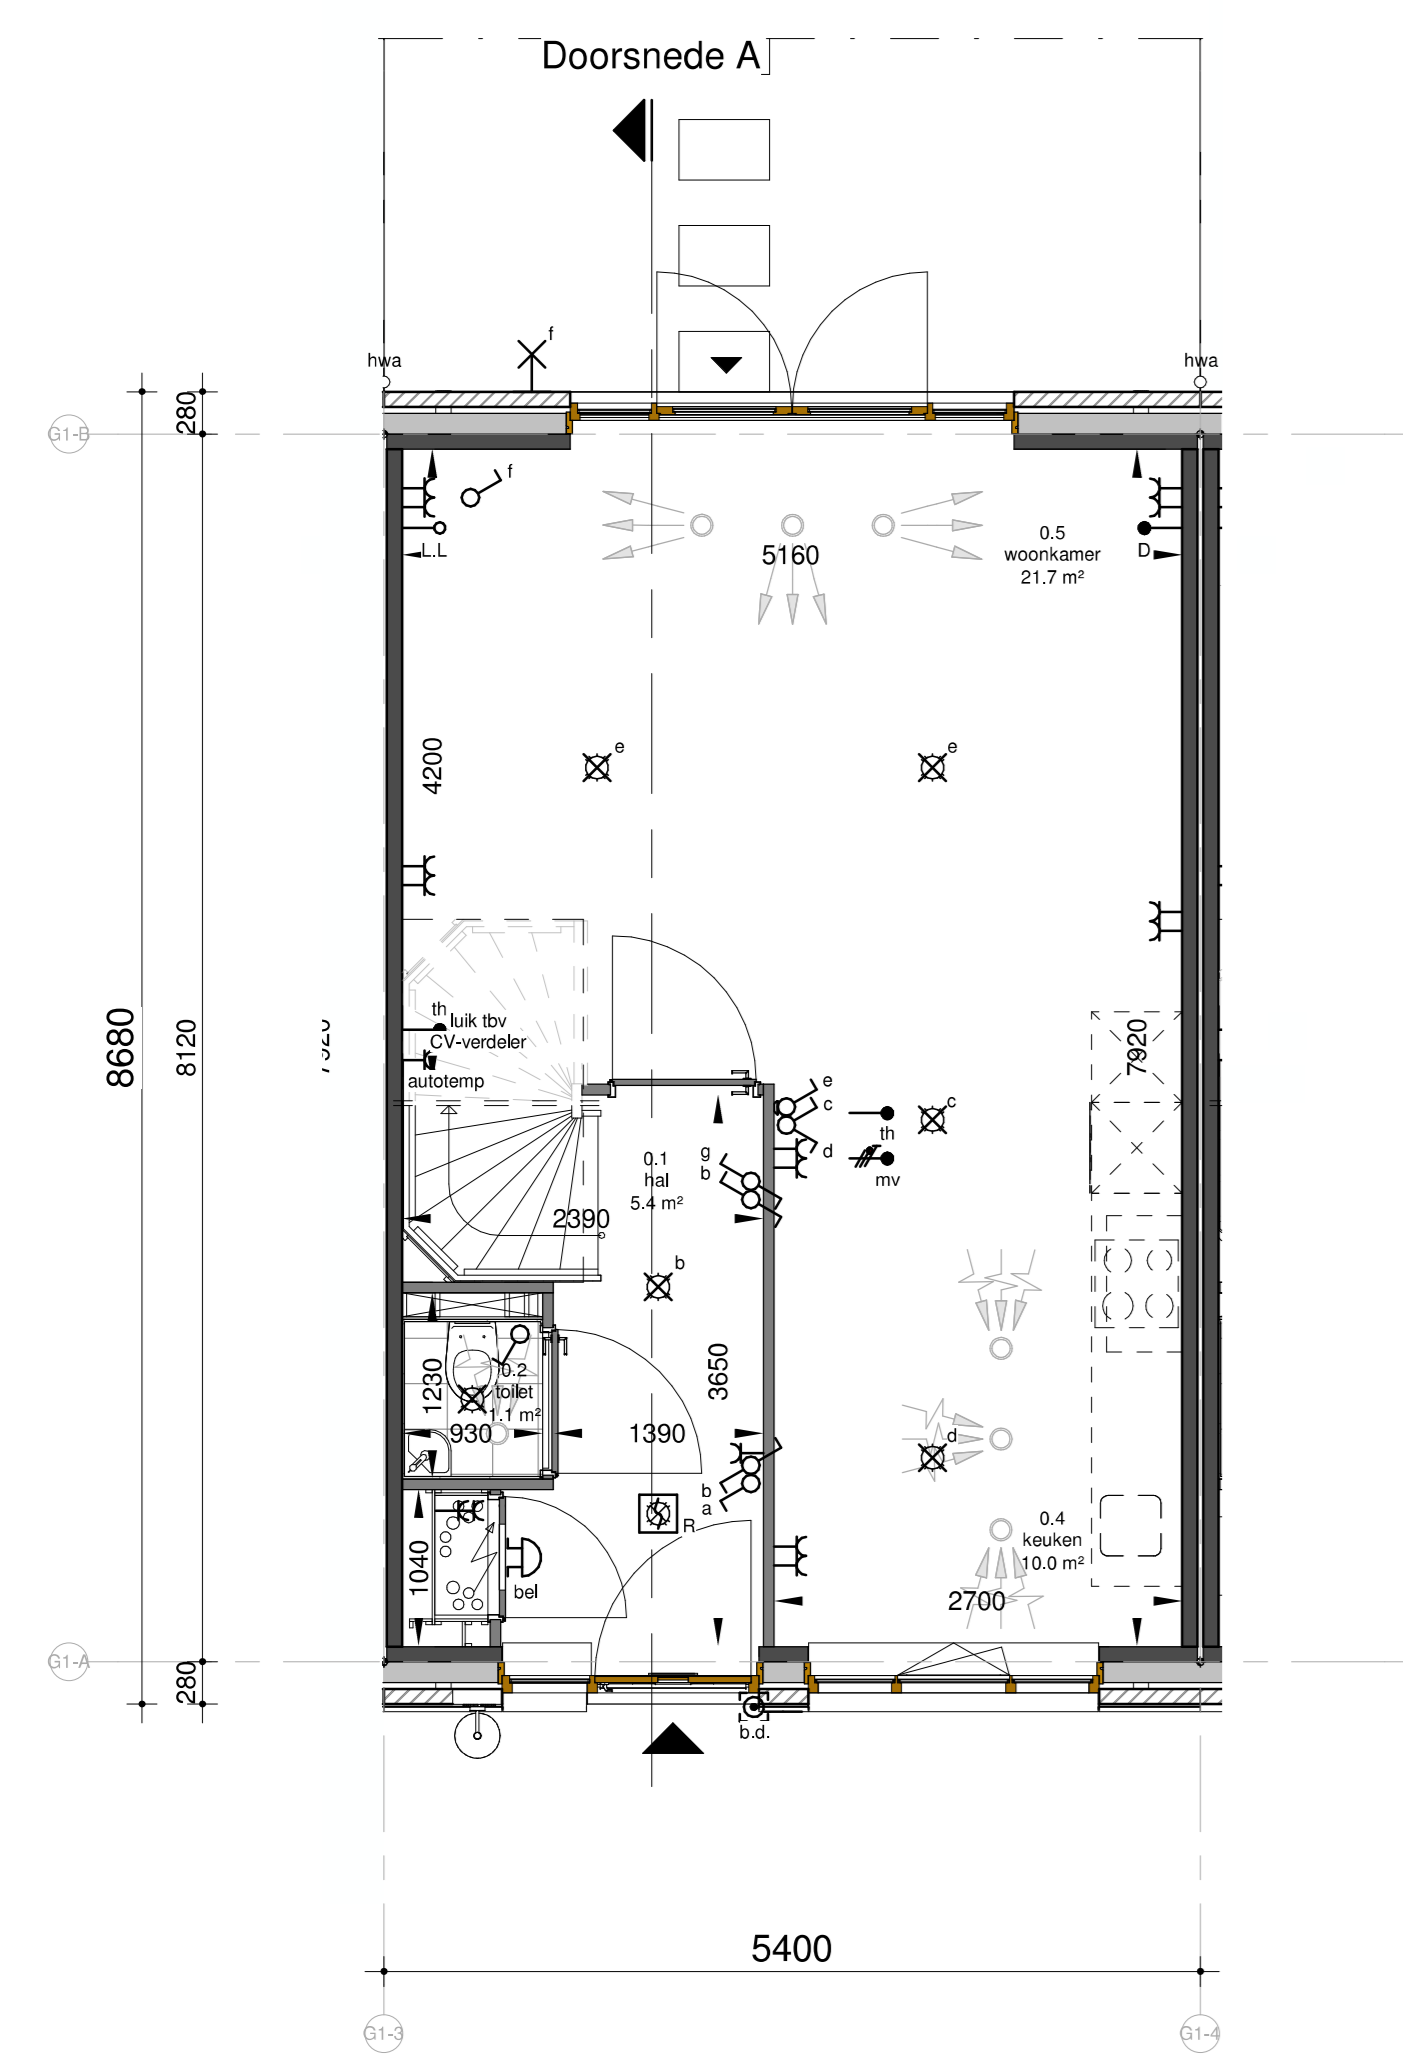 Doorsnede A
f
hwa
hwa
280
G1-B
f
L.L
5160
0.5
woonkamer
21.7 m²
D
e
e
4200
8680
8120
7920
th
luik tbv
CV-verdeler
autotemp
7920
e
c
d
th
c
mv
g
b
0.1
hal
5.4 m²
2390
b
3650
1230
0.2
toilet
1.1 m²
930
1390
d
b
a
R
1040
bel
0.4
keuken
10.0 m²
2700
G1-A
280
b.d.
5400
G1-3
G1-4